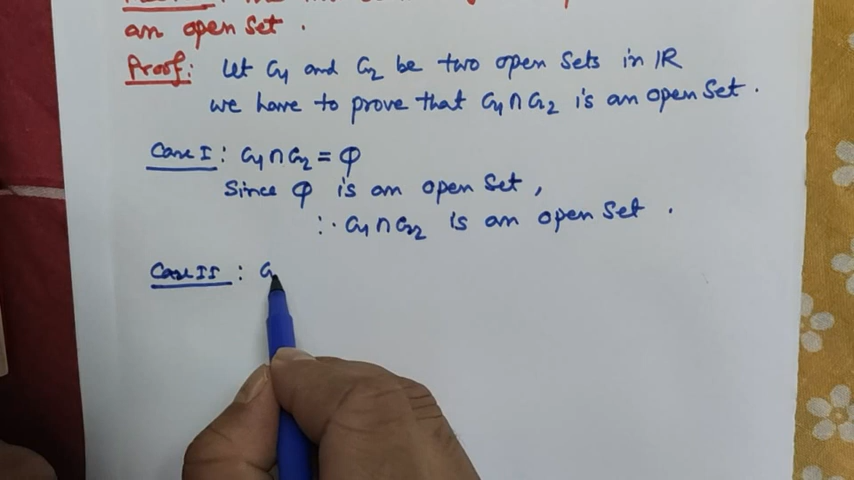 an open set.
Proof: Let G₁ and G₂ be two open sets in IR
we have to prove that G₁∩G₂ is an open set.
Case I: G₁∩G₂ = φ
Since φ is an open set,
∴ G₁∩G₂ is an open set.
Case II: G